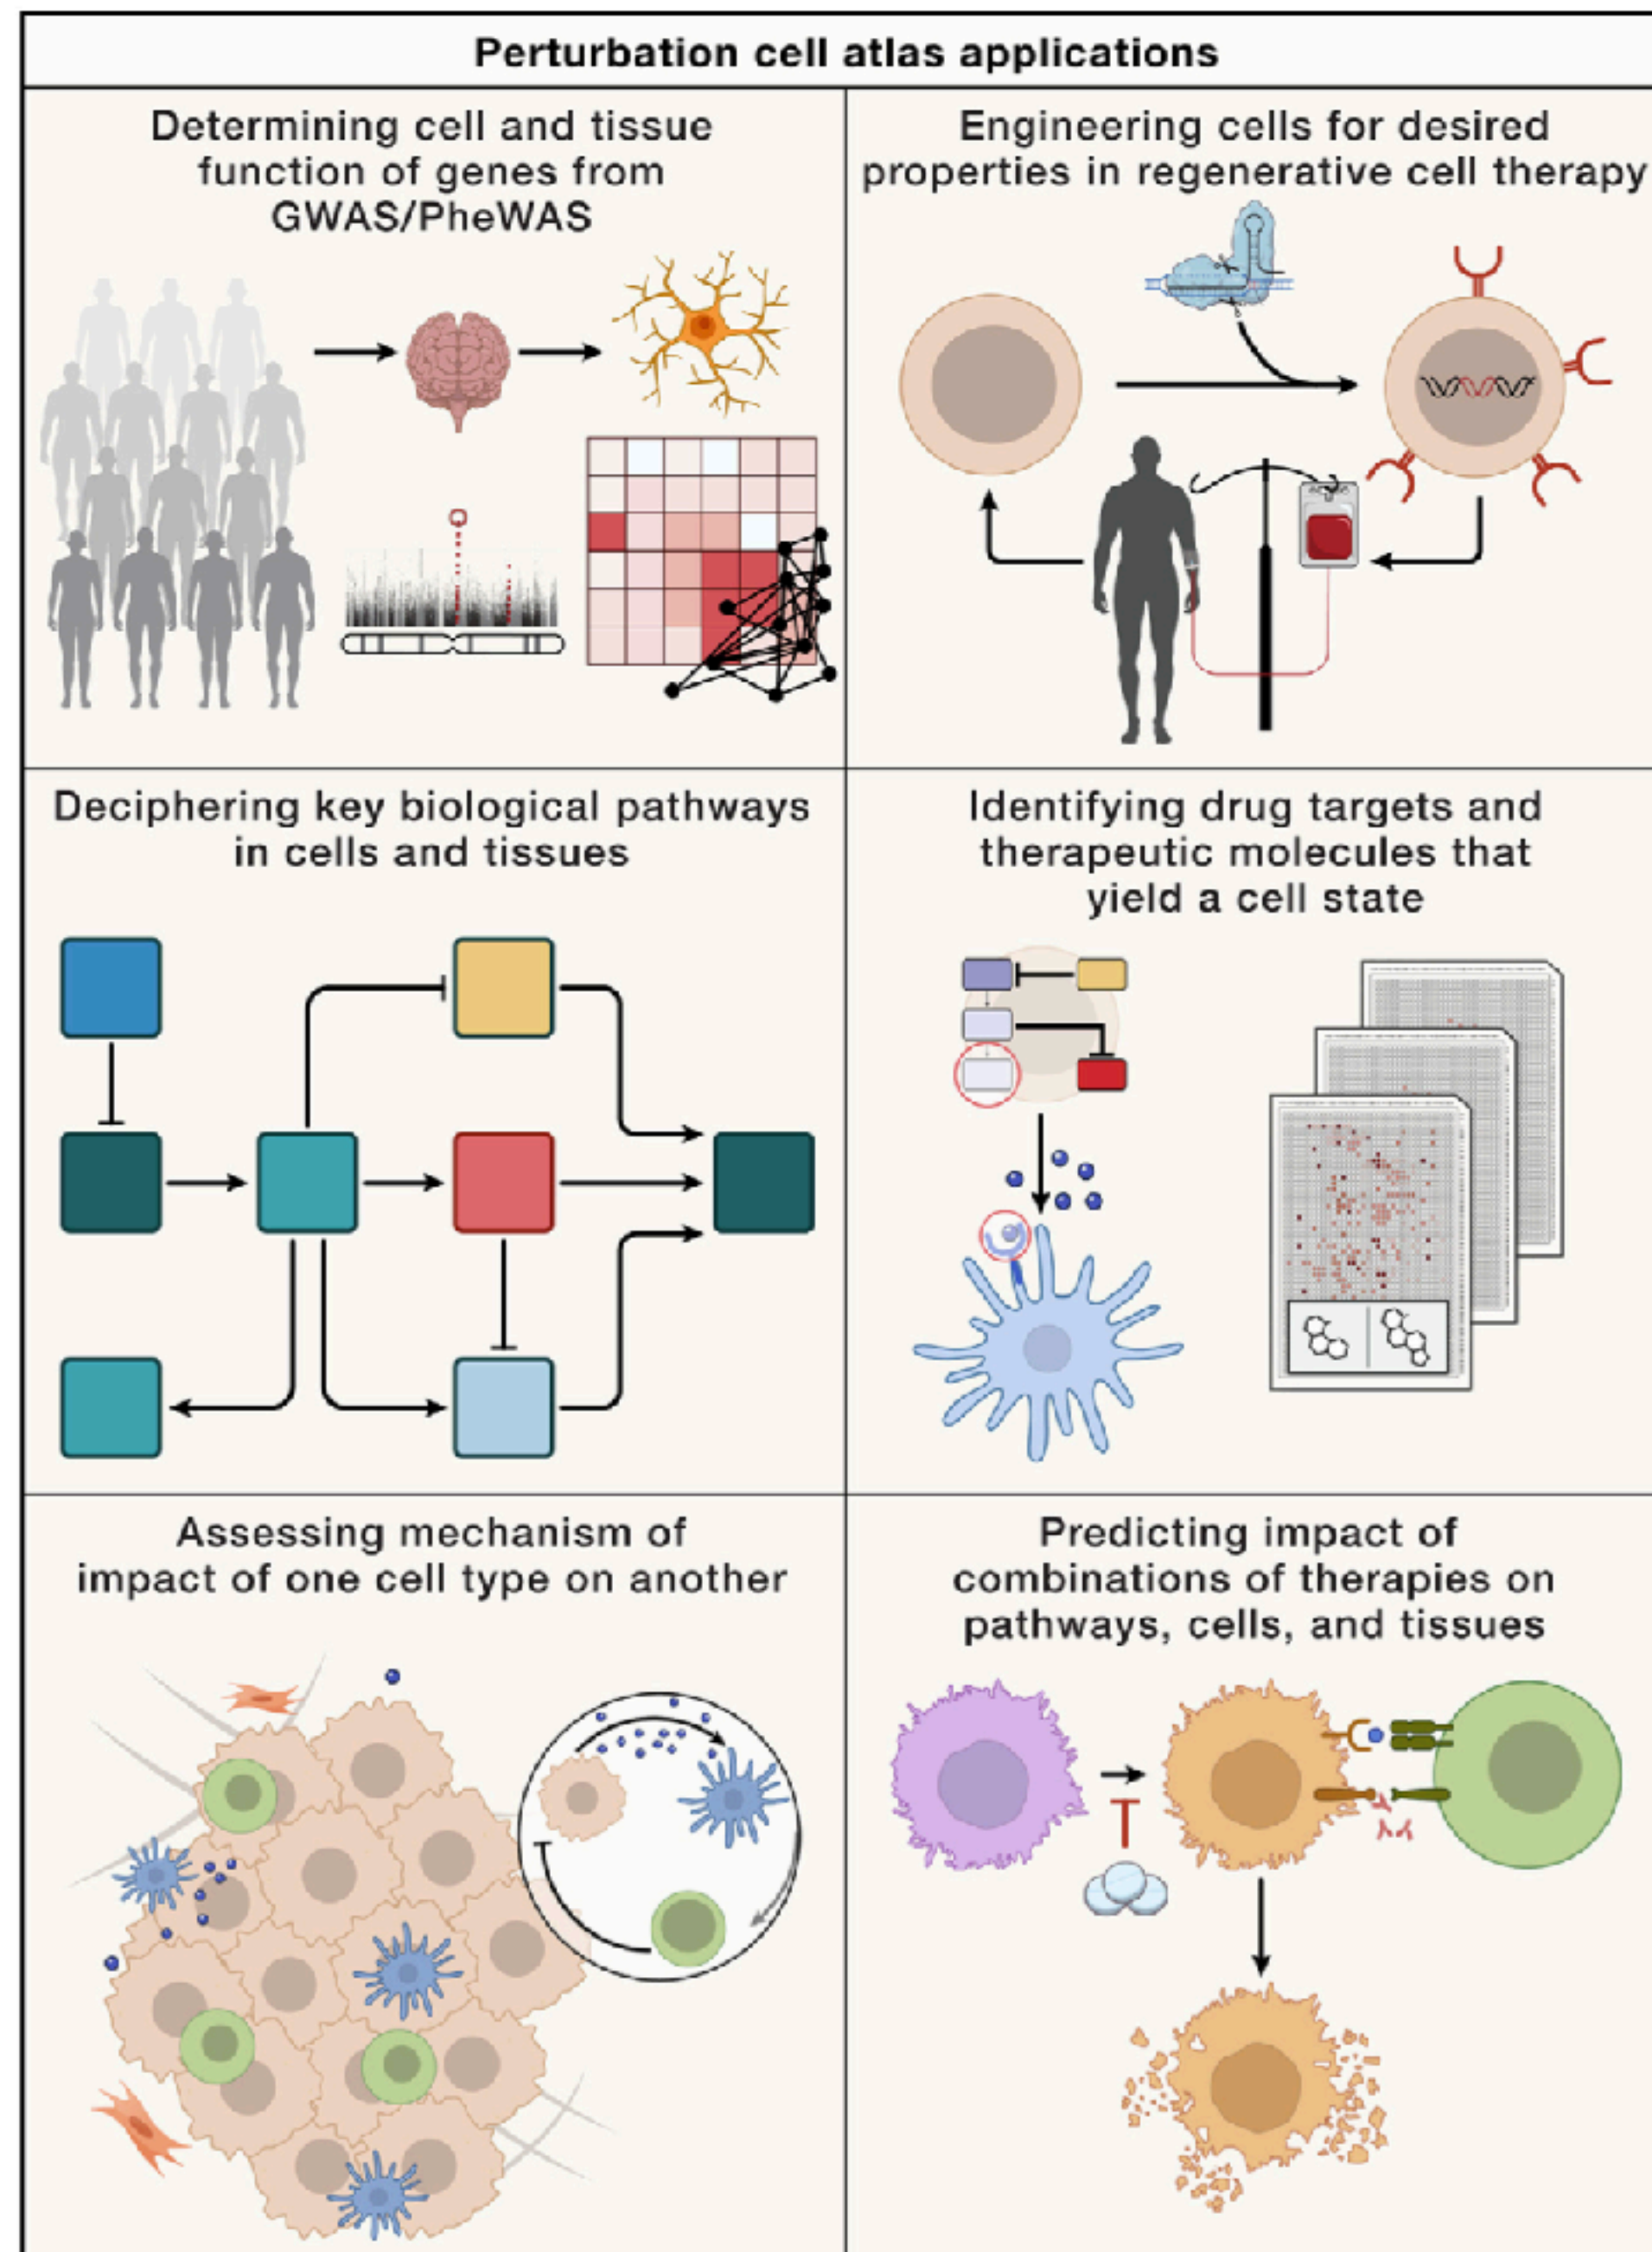 Perturbation cell atlas applications
Determining cell and tissue
function of genes from
GWAS/PheWAS
Engineering cells for desired
properties in regenerative cell therapy
Deciphering key biological pathways
in cells and tissues
Identifying drug targets and
therapeutic molecules that
yield a cell state
Assessing mechanism of
impact of one cell type on another
Predicting impact of
combinations of therapies on
pathways, cells, and tissues